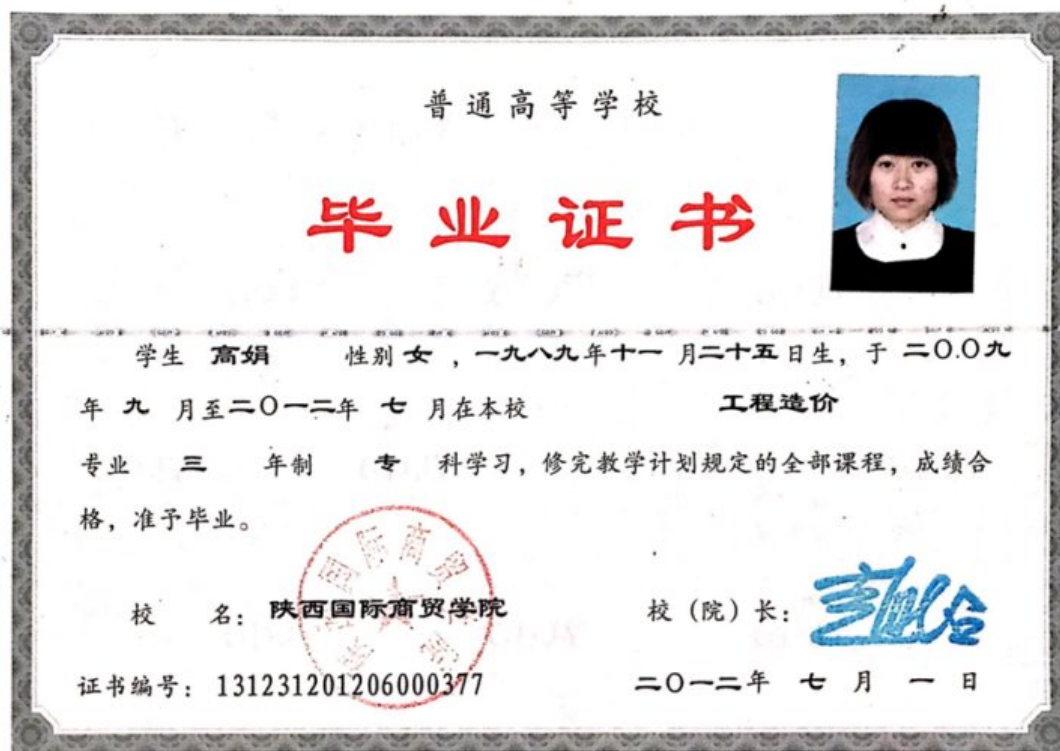 普通高等学校
毕业证书
学生 高娟 性别 女 ，一九八九年十一 月二十五日生，于 二〇.〇九
年 九 月至二〇一二年 七 月在本校 工程造价
专业 三 年制 专 科学习，修完教学计划规定的全部课程，成绩合
格，准予毕业。
校 名：陕西国际商贸学院
校（院）长：
证书编号：131231201206000377
二〇一二年 七 月 一 日